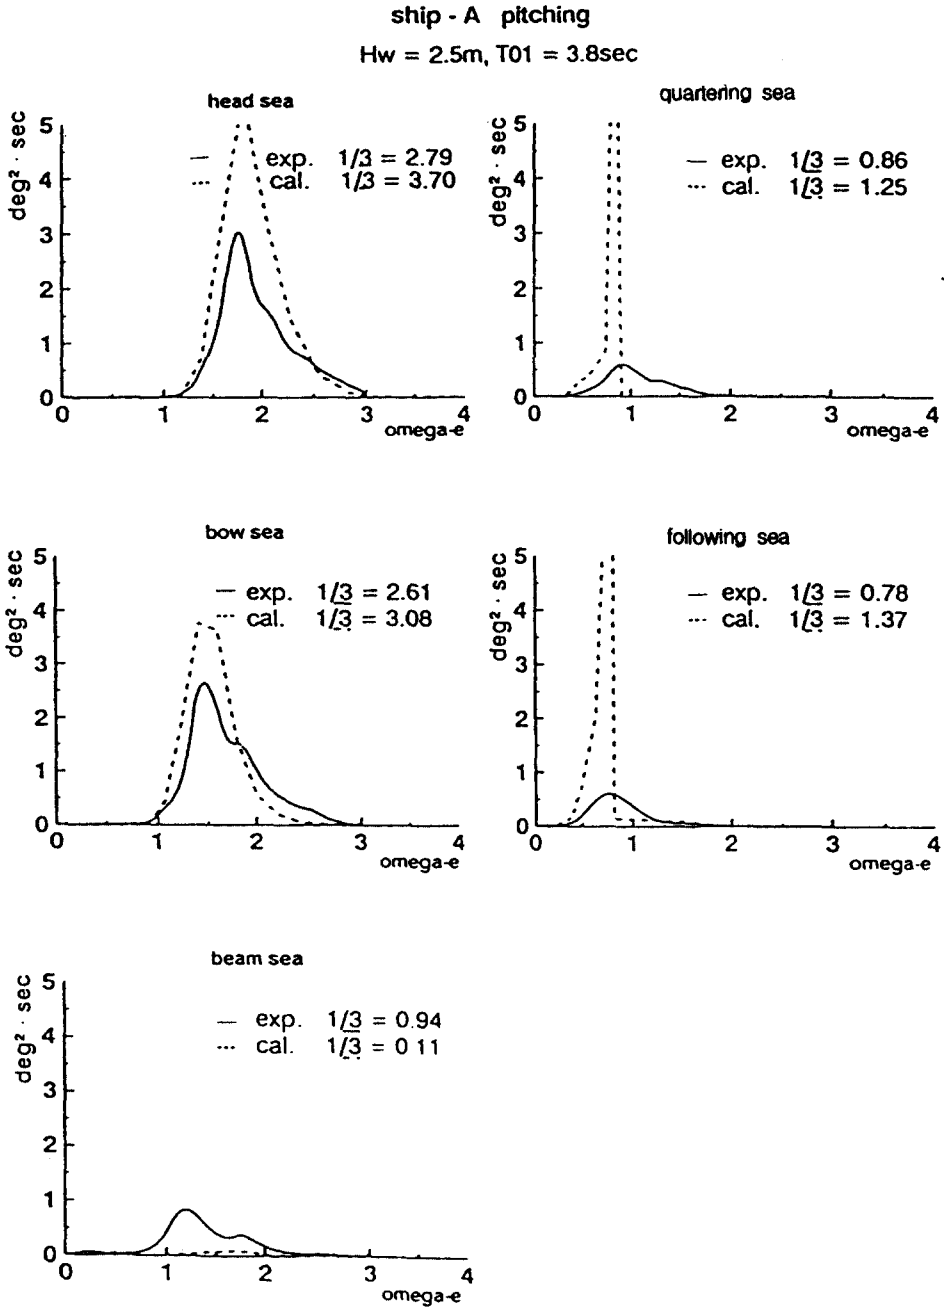 ship - A pitching
Hw = 2.5m, T01 = 3.8sec
head sea
deg² · sec
5
4
3
2
1
0
exp. 1/3 = 2.79
cal. 1/3 = 3.70
0 1 2 3 4
omega-e
quartering sea
deg² · sec
5
4
3
2
1
0
exp. 1/3 = 0.86
cal. 1/3 = 1.25
0 1 2 3 4
omega-e
bow sea
deg² · sec
5
4
3
2
1
0
exp. 1/3 = 2.61
cal. 1/3 = 3.08
0 1 2 3 4
omega-e
following sea
deg² · sec
5
4
3
2
1
0
exp. 1/3 = 0.78
cal. 1/3 = 1.37
0 1 2 3 4
omega-e
beam sea
deg² · sec
5
4
3
2
1
0
exp. 1/3 = 0.94
cal. 1/3 = 0 11
0 1 2 3 4
omega-e